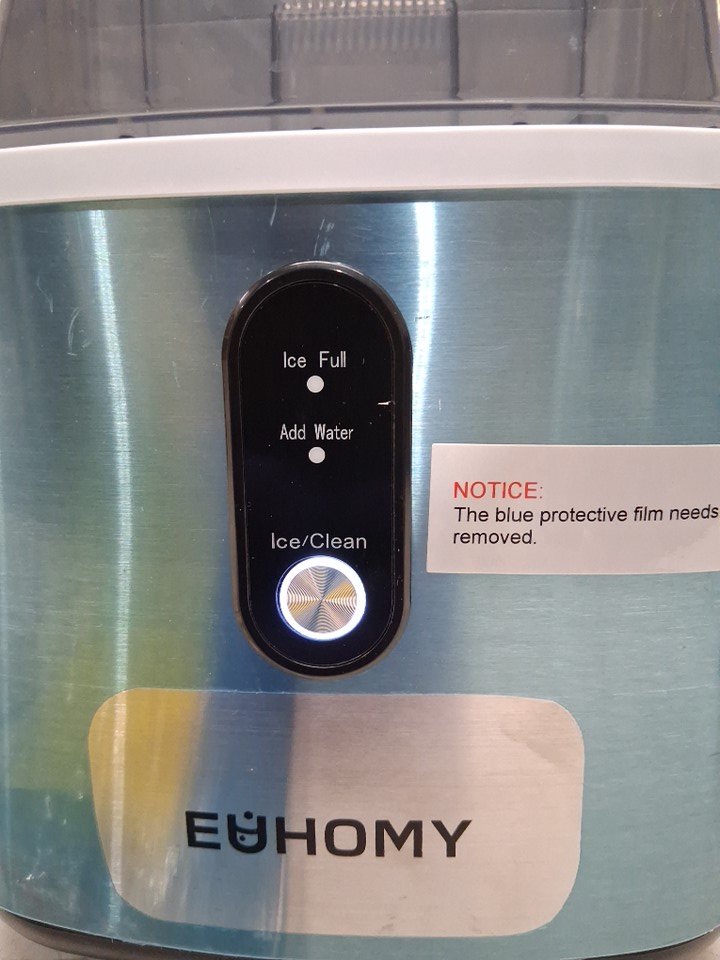 Ice Full
Add Water
Ice/Clean
NOTICE:
The blue protective film needs
removed.
EUHOMY